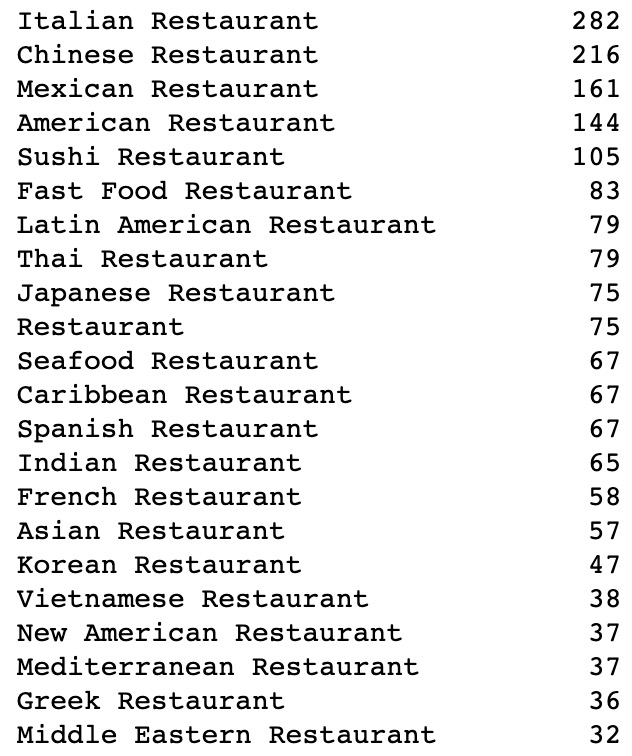 Italian Restaurant 282
Chinese Restaurant 216
Mexican Restaurant 161
American Restaurant 144
Sushi Restaurant 105
Fast Food Restaurant 83
Latin American Restaurant 79
Thai Restaurant 79
Japanese Restaurant 75
Restaurant 75
Seafood Restaurant 67
Caribbean Restaurant 67
Spanish Restaurant 67
Indian Restaurant 65
French Restaurant 58
Asian Restaurant 57
Korean Restaurant 47
Vietnamese Restaurant 38
New American Restaurant 37
Mediterranean Restaurant 37
Greek Restaurant 36
Middle Eastern Restaurant 32